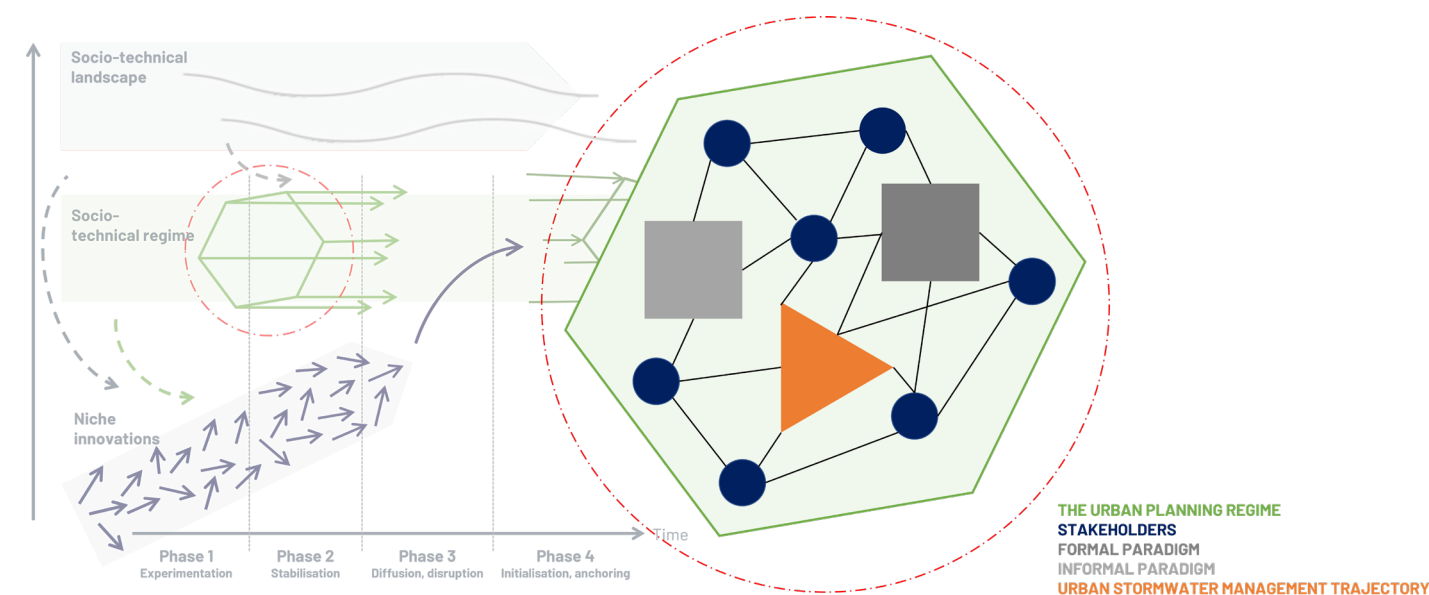 Socio-technical
landscape
Socio-
technical regime
Niche
innovations
Time
Phase 1
Experimentation
Phase 2
Stabilisation
Phase 3
Diffusion, disruption
Phase 4
Initialisation, anchoring
THE URBAN PLANNING REGIME
STAKEHOLDERS
FORMAL PARADIGM
INFORMAL PARADIGM
URBAN STORMWATER MANAGEMENT TRAJECTORY